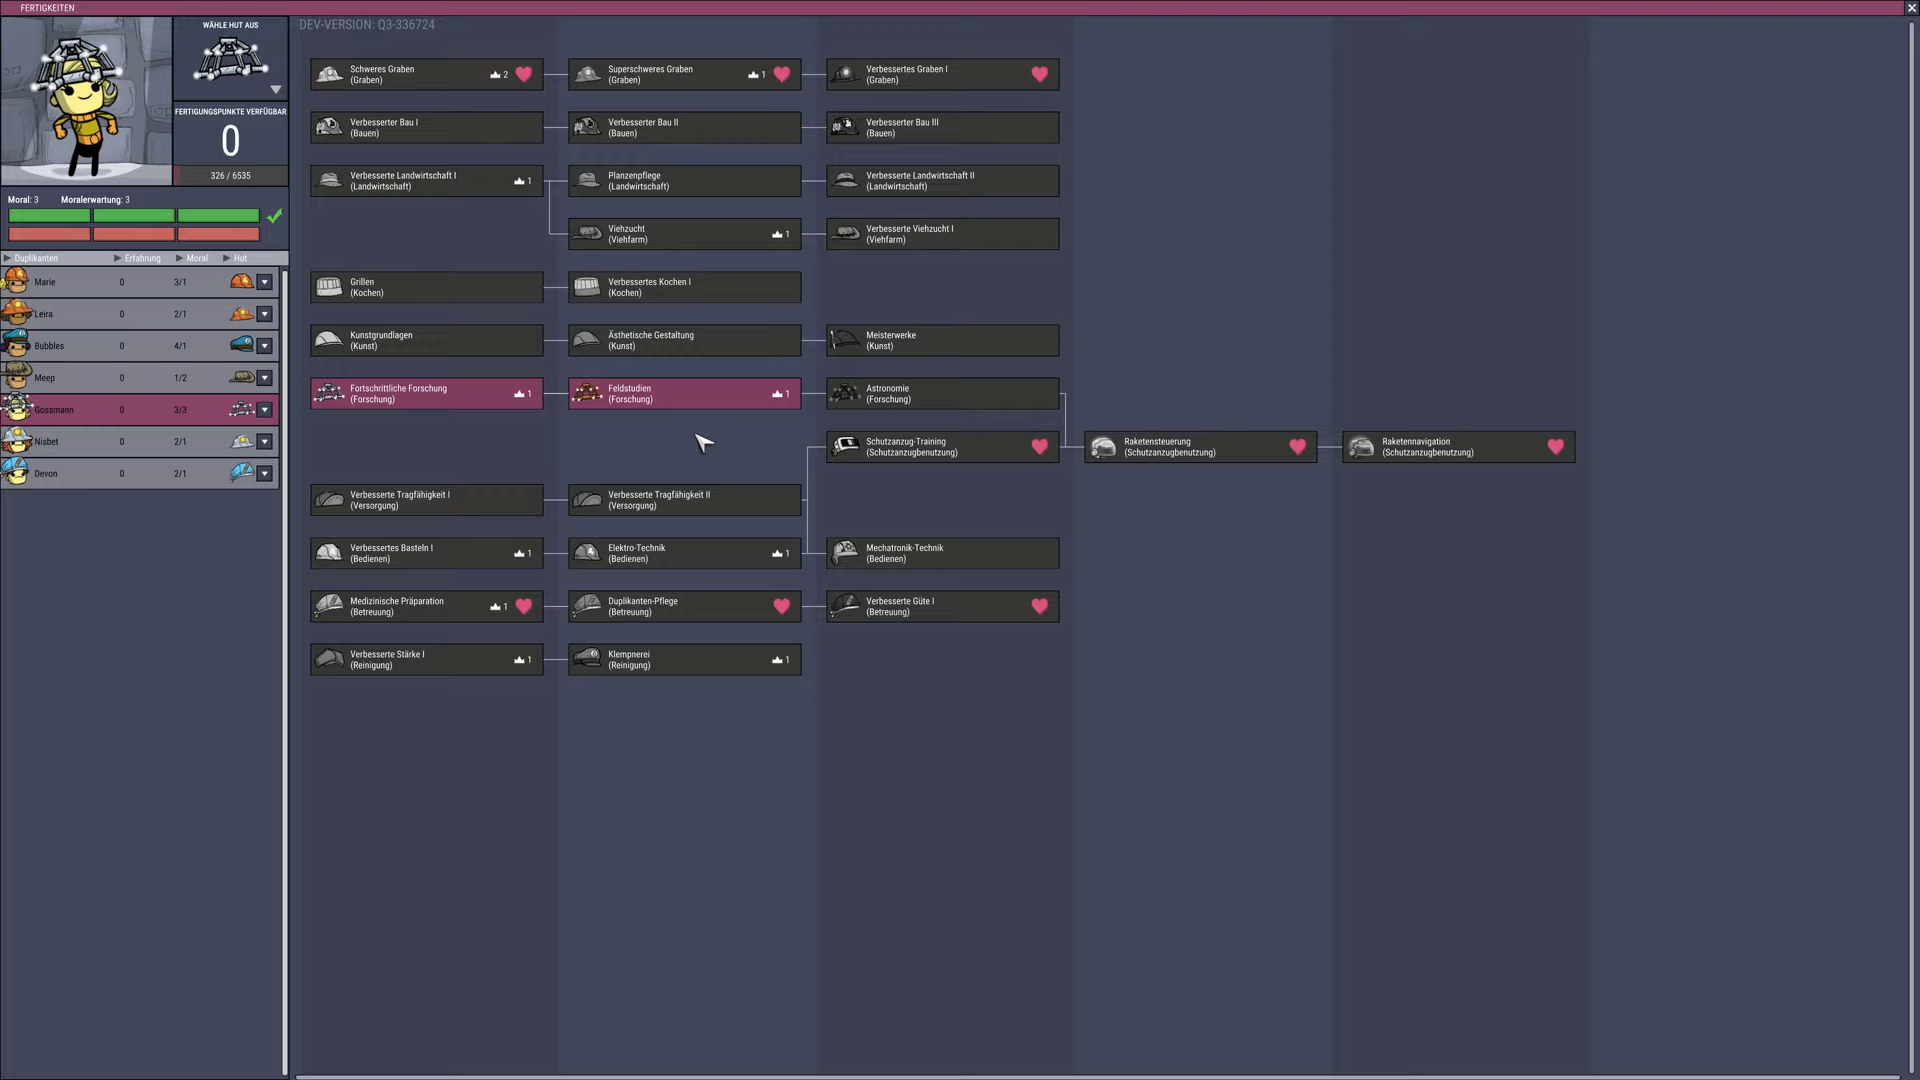 FERTIGKEITEN
DEV-VERSION: Q3-336724
WÄHLE HUT AUS
FERTIGUNGSPUNKTE VERFÜGBAR
0
326 / 6535
Moral: 3 Moralerwartung: 3
Duplikanten Erfahrung Moral Hut
Marie 0 3/1
Leira 0 2/1
Bubbles 0 4/1
Meep 0 1/2
Gossmann 0 3/3
Nisbet 0 2/1
Devon 0 2/1
Schweres Graben
(Graben)
2
Superschweres Graben
(Graben)
1
Verbessertes Graben I
(Graben)
Verbesserter Bau I
(Bauen)
Verbesserter Bau II
(Bauen)
Verbesserter Bau III
(Bauen)
Verbesserte Landwirtschaft I
(Landwirtschaft)
1
Planzenpflege
(Landwirtschaft)
Verbesserte Landwirtschaft II
(Landwirtschaft)
Viehzucht
(Viehfarm)
1
Verbesserte Viehzucht I
(Viehfarm)
Grillen
(Kochen)
Verbessertes Kochen I
(Kochen)
Kunstgrundlagen
(Kunst)
Ästhetische Gestaltung
(Kunst)
Meisterwerke
(Kunst)
Fortschrittliche Forschung
(Forschung)
1
Feldstudien
(Forschung)
1
Astronomie
(Forschung)
Schutzanzug-Training
(Schutzanzugbenutzung)
Raketensteuerung
(Schutzanzugbenutzung)
Raketennavigation
(Schutzanzugbenutzung)
Verbesserte Tragfähigkeit I
(Versorgung)
Verbesserte Tragfähigkeit II
(Versorgung)
Verbessertes Basteln I
(Bedienen)
1
Elektro-Technik
(Bedienen)
1
Mechatronik-Technik
(Bedienen)
Medizinische Präparation
(Betreuung)
1
Duplikanten-Pflege
(Betreuung)
Verbesserte Güte I
(Betreuung)
Verbesserte Stärke I
(Reinigung)
1
Klempnerei
(Reinigung)
1